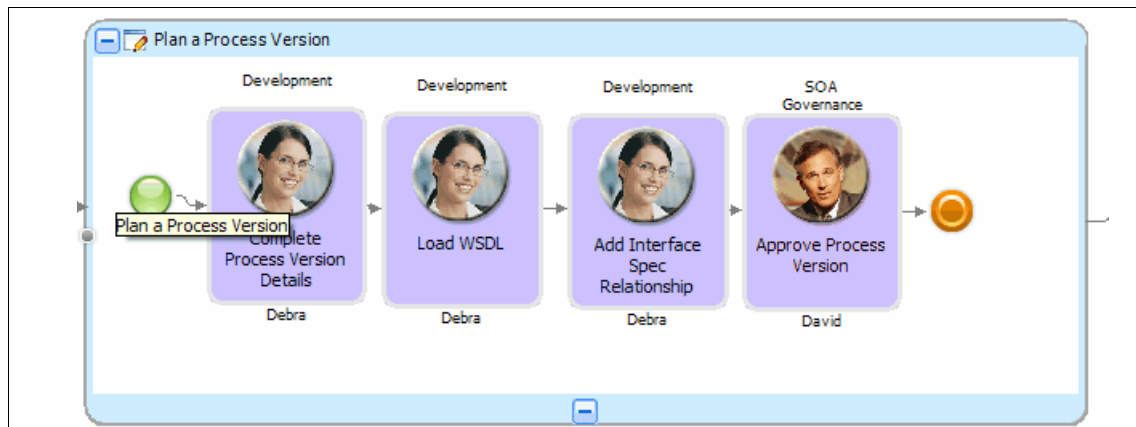 Plan a Process Version
Development
Development
Development
SOA
Governance
Plan a Process Version
Complete
Process Version
Details
Load WSDL
Add Interface
Spec
Relationship
Approve Process
Version
Debra
Debra
Debra
David